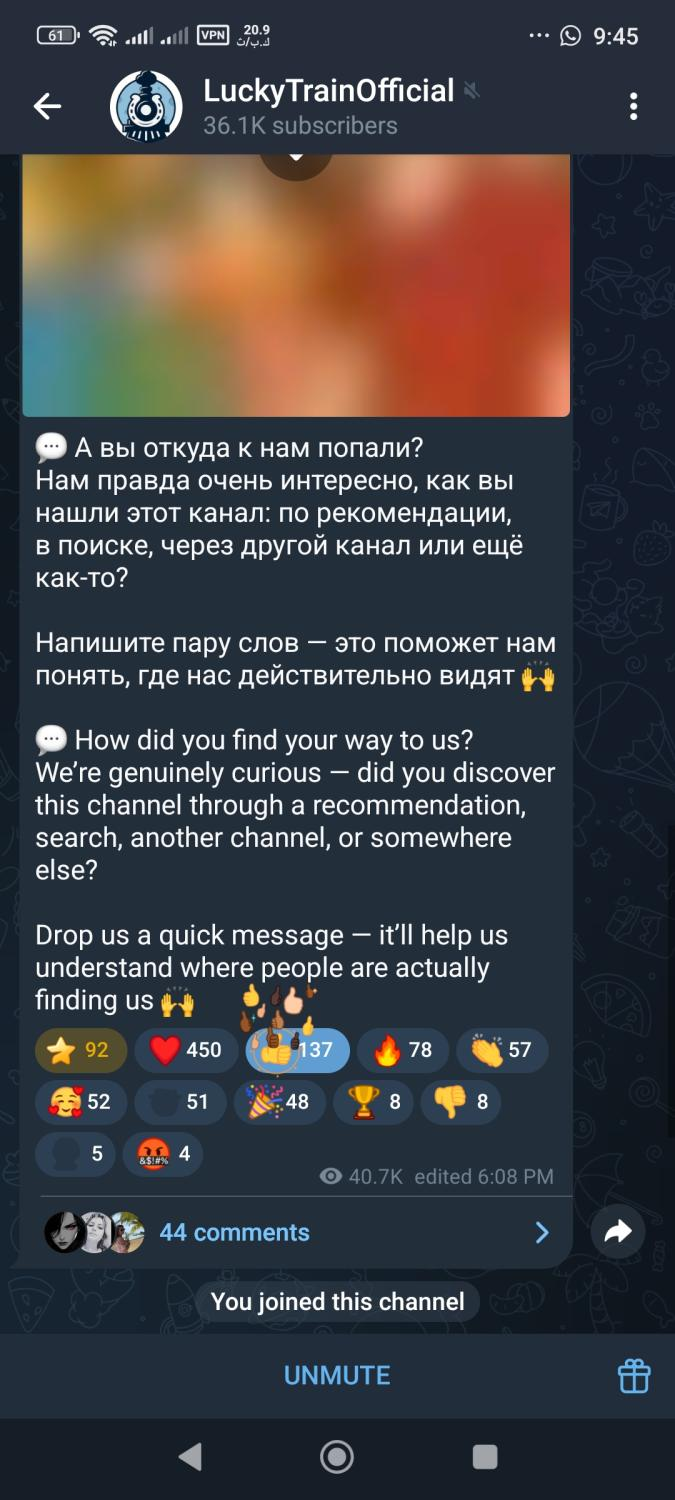 61 VPN 20.9 ك.ب/ث 9:45
LuckyTrainOfficial
36.1K subscribers
💬 А вы откуда к нам попали?
Нам правда очень интересно, как вы
нашли этот канал: по рекомендации,
в поиске, через другой канал или ещё
как-то?
Напишите пару слов — это поможет нам
понять, где нас действительно видят 🙌
💬 How did you find your way to us?
We’re genuinely curious — did you discover
this channel through a recommendation,
search, another channel, or somewhere
else?
Drop us a quick message — it’ll help us
understand where people are actually
finding us 🙌
⭐ 92 ❤️ 450 👍 137 🔥 78 👏 57
🥰 52 51 🎉 48 🏆 8 👎 8
5 🤬 4
40.7K edited 6:08 PM
44 comments
You joined this channel
UNMUTE